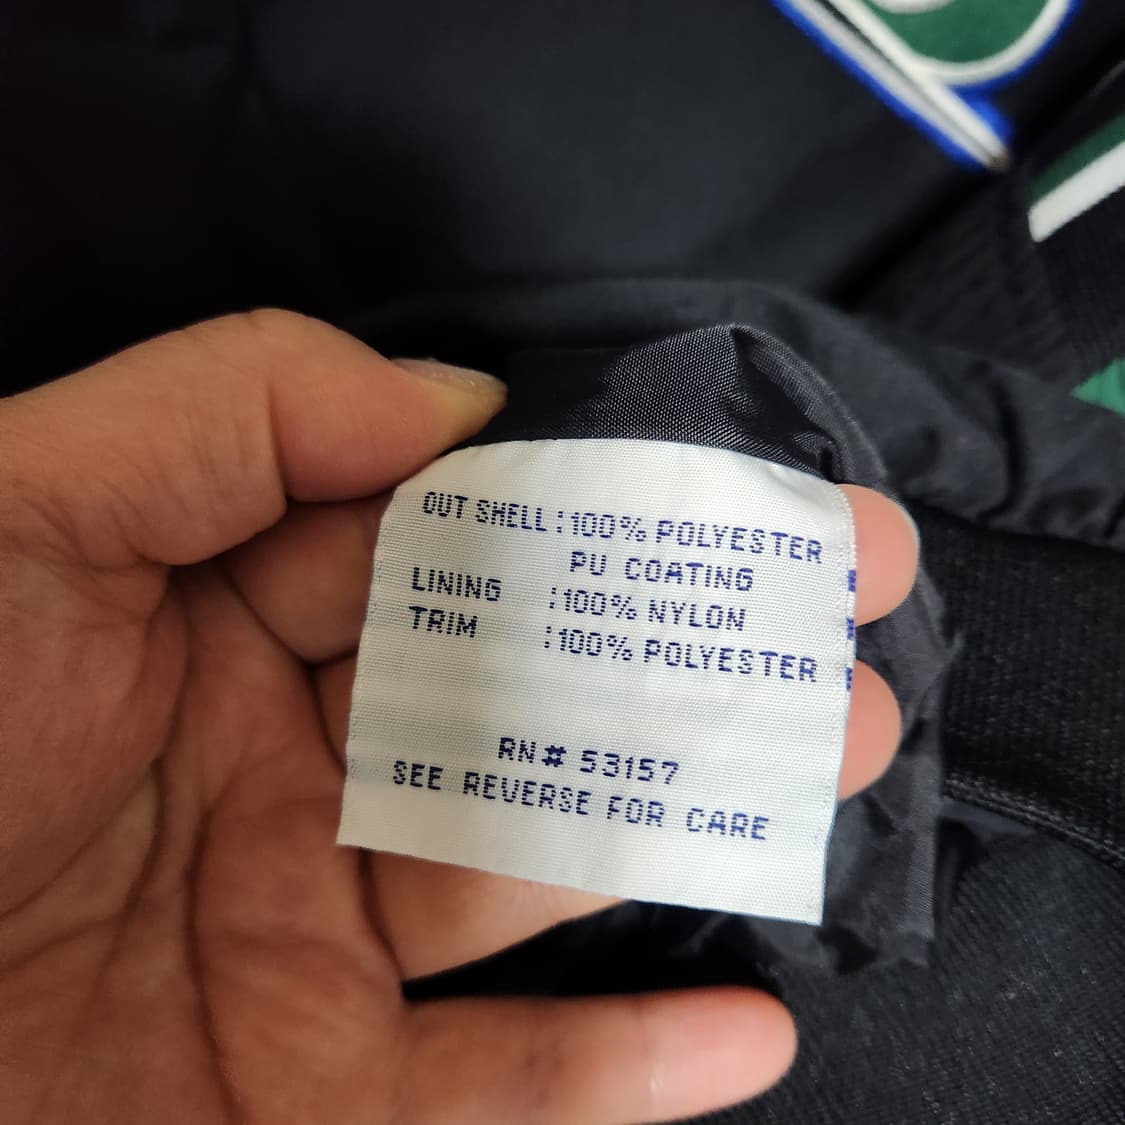 OUT SHELL:100% POLYESTER
PU COATING
LINING :100% NYLON
TRIM :100% POLYESTER
RN# 53157
SEE REVERSE FOR CARE